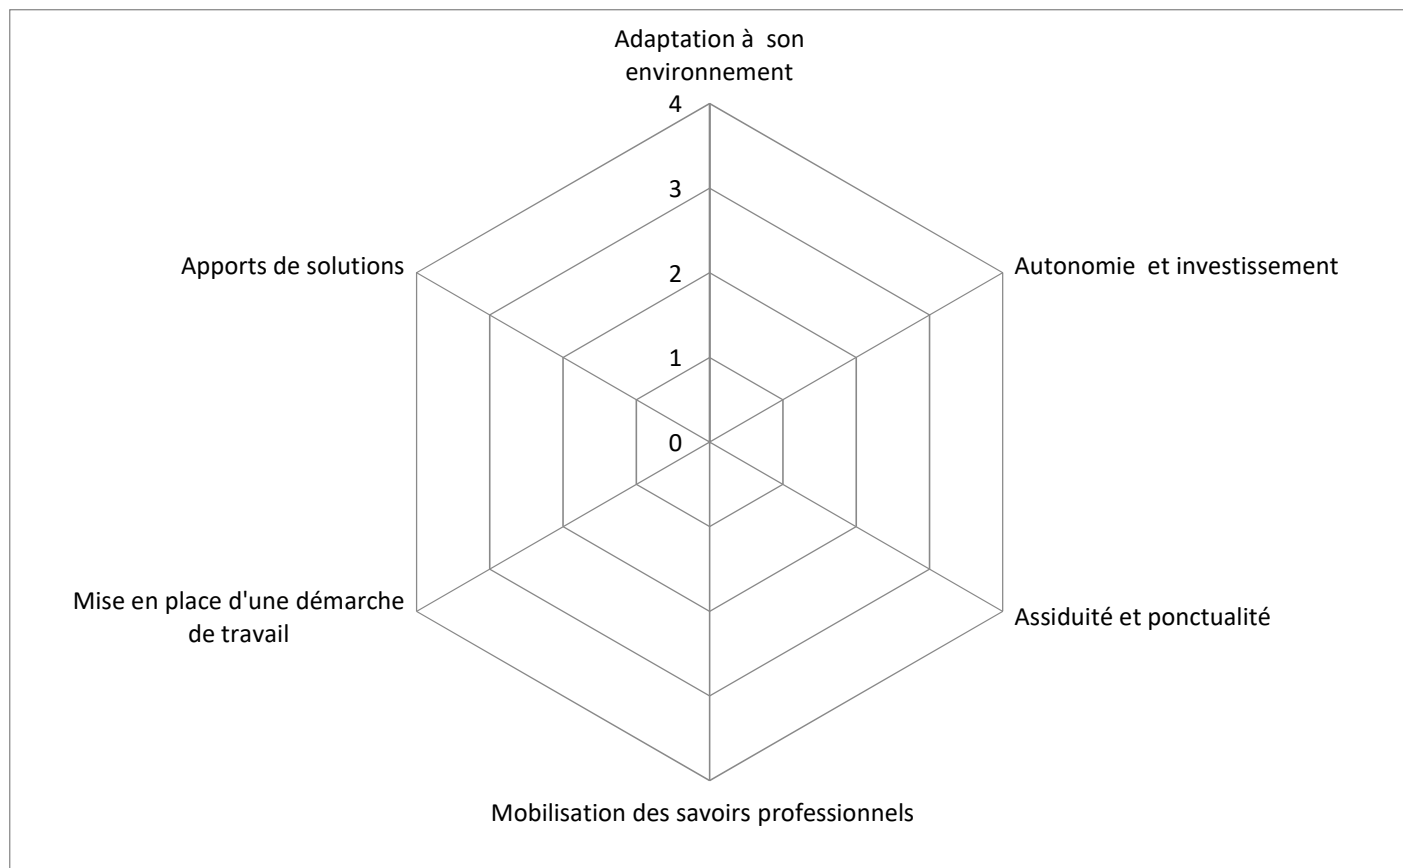 Adaptation à  son
environnement
4
3
Apports de solutions
2
Autonomie  et investissement
1
0
Mise en place d'une démarche
de travail
Assiduité et ponctualité
Mobilisation des savoirs professionnels